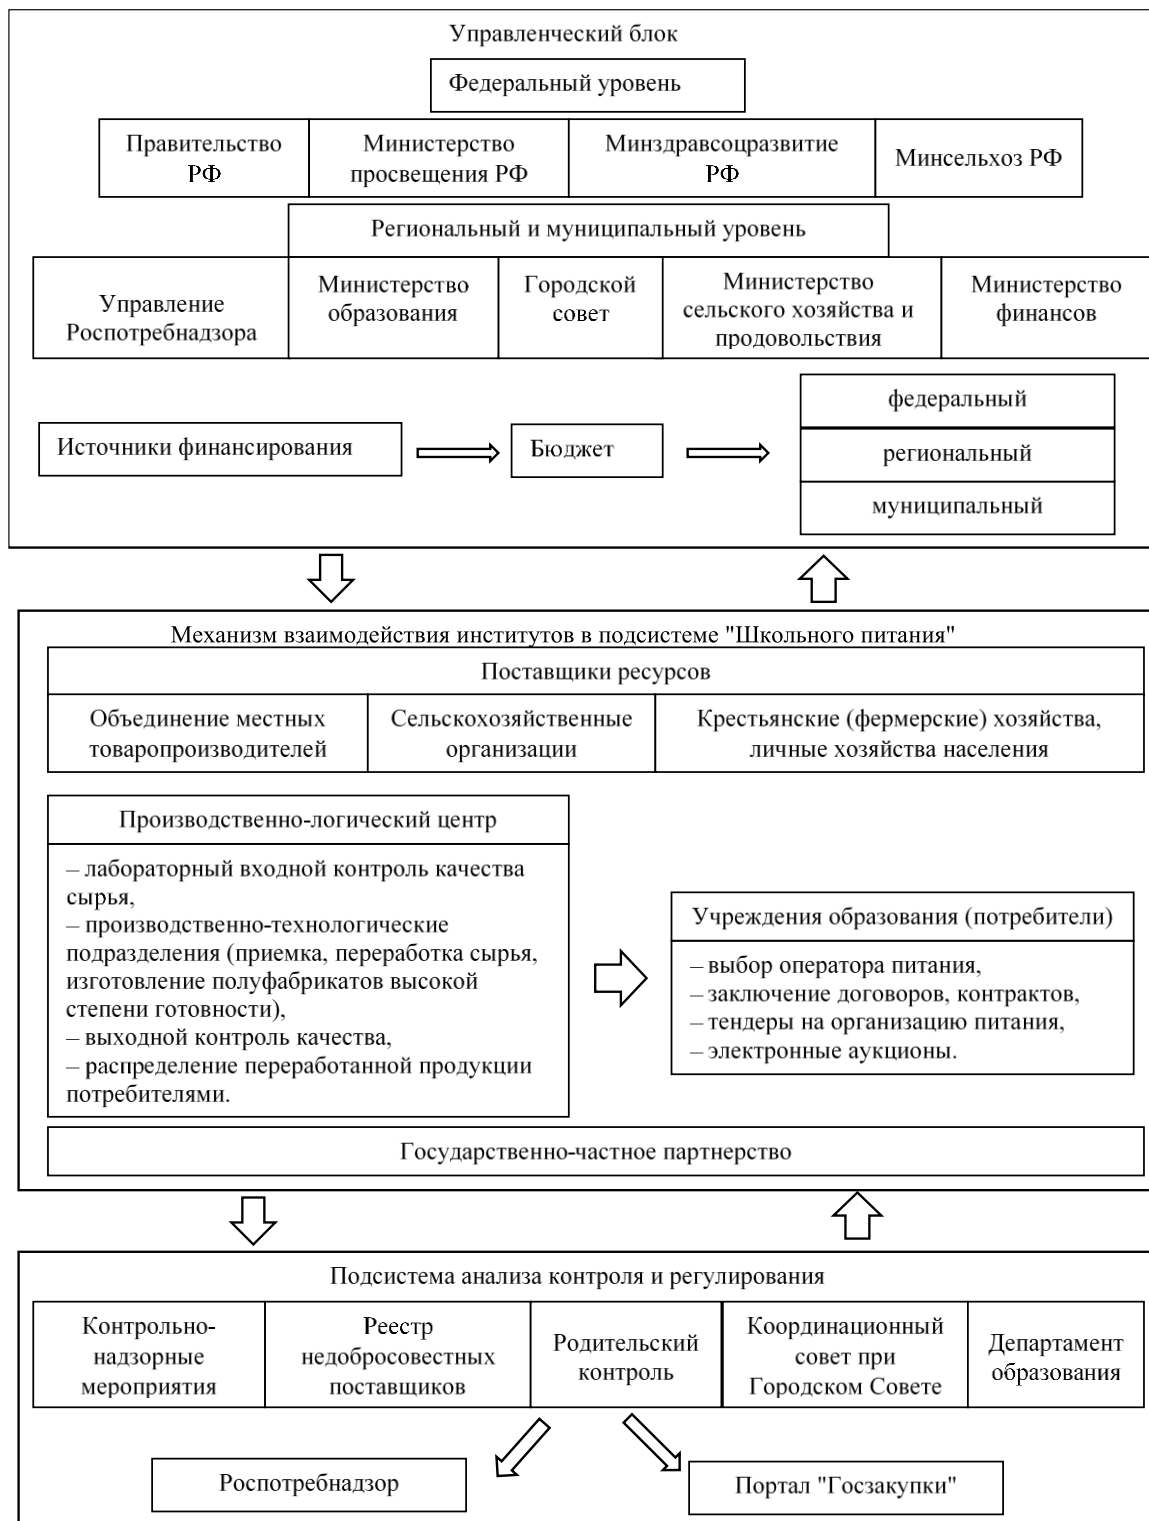 Управленческий блок
Федеральный уровень
Правительство
РФ
Министерство
просвещения РФ
Минздравсоцразвитие
РФ
Минсельхоз РФ
Региональный и муниципальный уровень
Управление
Роспотребнадзора
Министерство
образования
Городской
совет
Министерство
сельского хозяйства и
продовольствия
Министерство
финансов
Источники финансирования
Бюджет
федеральный
региональный
муниципальный
Механизм взаимодействия институтов в подсистеме "Школьного питания"
Поставщики ресурсов
Объединение местных
товаропроизводителей
Сельскохозяйственные
организации
Крестьянские (фермерские) хозяйства,
личные хозяйства населения
Производственно-логический центр
– лабораторный входной контроль качества
сырья,
– производственно-технологические
подразделения (приемка, переработка сырья,
изготовление полуфабрикатов высокой
степени готовности),
– выходной контроль качества,
– распределение переработанной продукции
потребителями.
Учреждения образования (потребители)
– выбор оператора питания,
– заключение договоров, контрактов,
– тендеры на организацию питания,
– электронные аукционы.
Государственно-частное партнерство
Подсистема анализа контроля и регулирования
Контрольно-
надзорные
мероприятия
Реестр
недобросовестных
поставщиков
Родительский
контроль
Координационный
совет при
Городском Совете
Департамент
образования
Роспотребнадзор
Портал "Госзакупки"